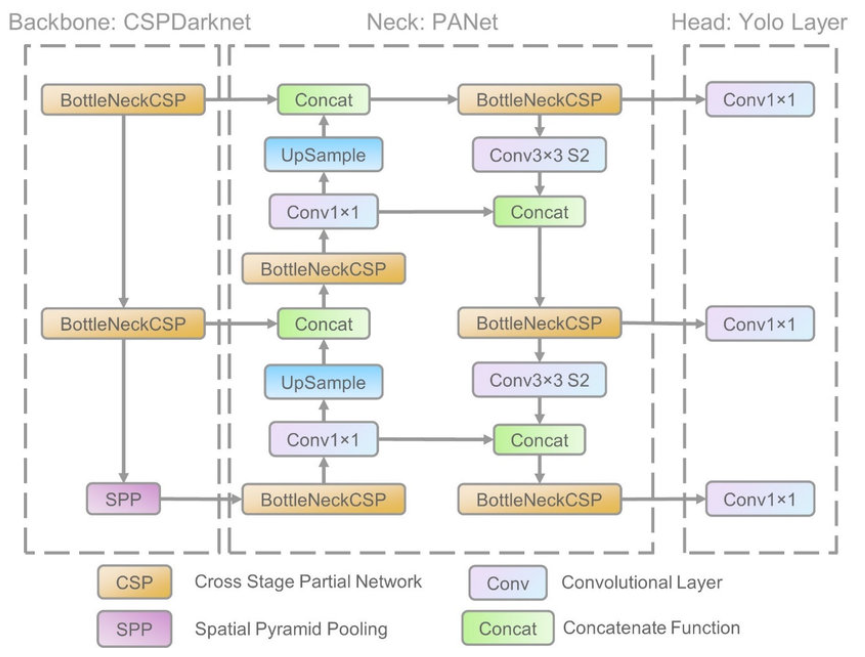 Backbone: CSPDarknet Neck: PANet Head: Yolo Layer
BottleNeckCSP Concat BottleNeckCSP Conv1×1
UpSample Conv3×3 S2
Conv1×1 Concat
BottleNeckCSP
BottleNeckCSP Concat BottleNeckCSP Conv1×1
UpSample Conv3×3 S2
Conv1×1 Concat
SPP BottleNeckCSP BottleNeckCSP Conv1×1
CSP Cross Stage Partial Network Conv Convolutional Layer
SPP Spatial Pyramid Pooling Concat Concatenate Function